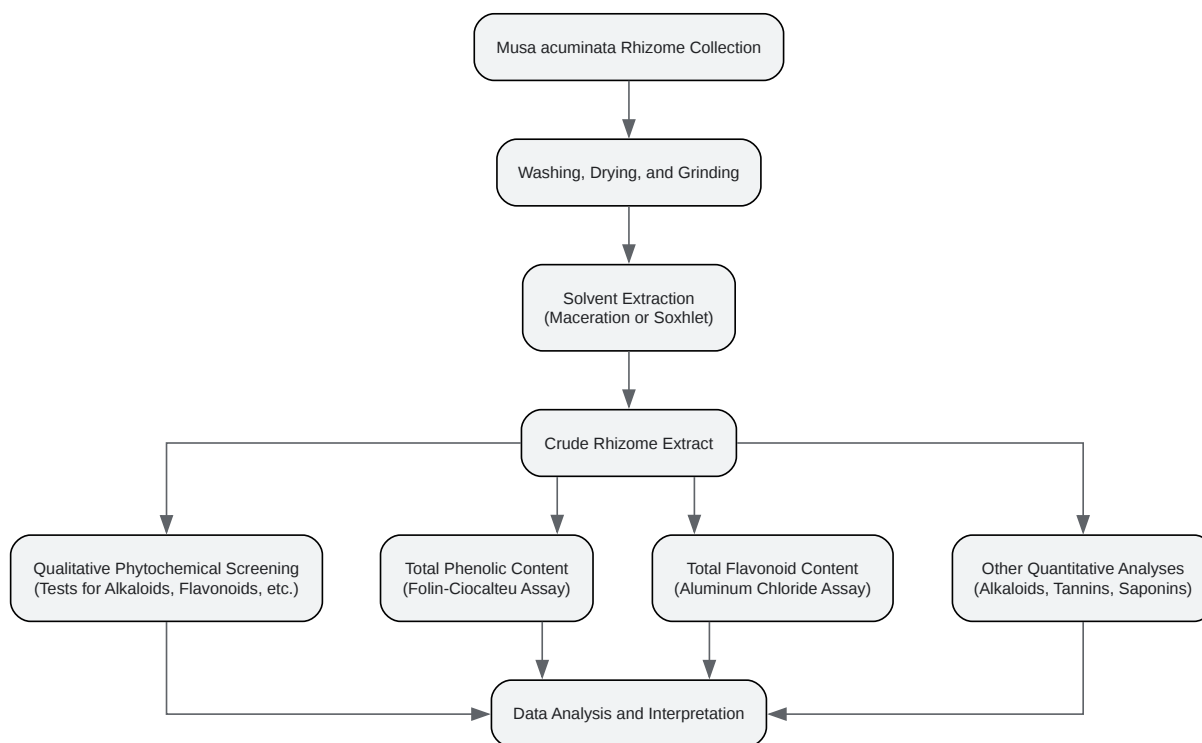 Musa acuminata Rhizome Collection
Washing, Drying, and Grinding
Solvent Extraction
(Maceration or Soxhlet)
Crude Rhizome Extract
Qualitative Phytochemical Screening
(Tests for Alkaloids, Flavonoids, etc.)
Total Phenolic Content
(Folin-Ciocalteu Assay)
Total Flavonoid Content
(Aluminum Chloride Assay)
Other Quantitative Analyses
(Alkaloids, Tannins, Saponins)
Data Analysis and Interpretation